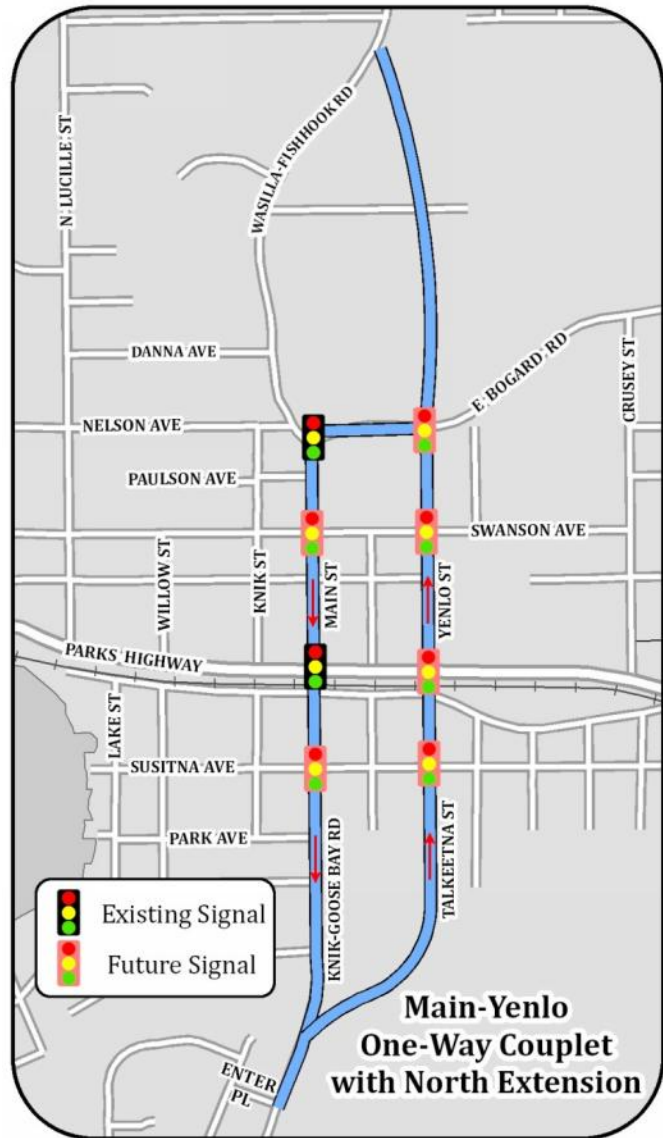 WASILLA-FISHHOOK RD
N LUCILLE ST
DANNA AVE
E BOGARD RD
CRUSEY ST
NELSON AVE
PAULSON AVE
SWANSON AVE
WILLOW ST
KNIK ST
MAIN ST
YENLO ST
PARKS HIGHWAY
LAKE ST
SUSITNA AVE
PARK AVE
KNIK-GOOSE BAY RD
TALKEETNA ST
Existing Signal
Future Signal
Main-Yenlo
One-Way Couplet
with North Extension
ENTER
PL